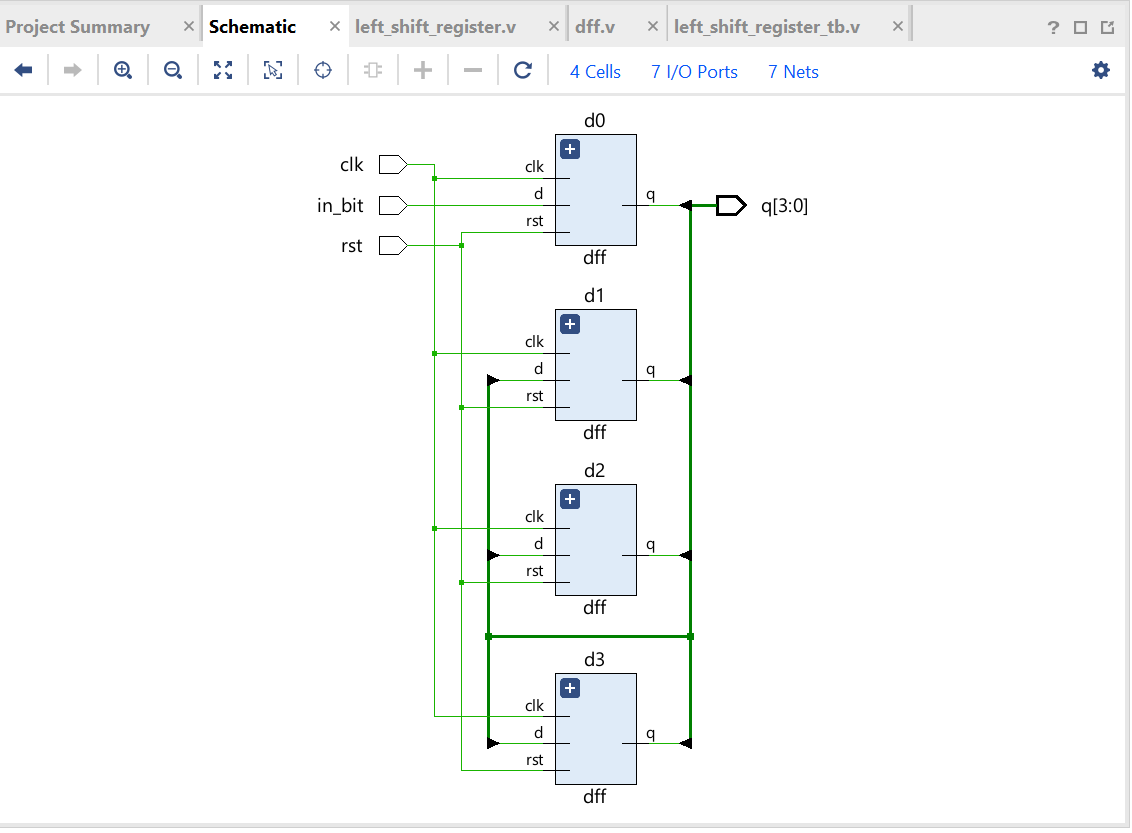 Project Summary
Schematic
left_shift_register.v
dff.v
left_shift_register_tb.v
?
4 Cells
7 I/O Ports
7 Nets
d0
clk
clk
in_bit
d
q
q[3:0]
rst
rst
dff
d1
clk
d
q
rst
dff
d2
clk
d
q
rst
dff
d3
clk
d
q
rst
dff